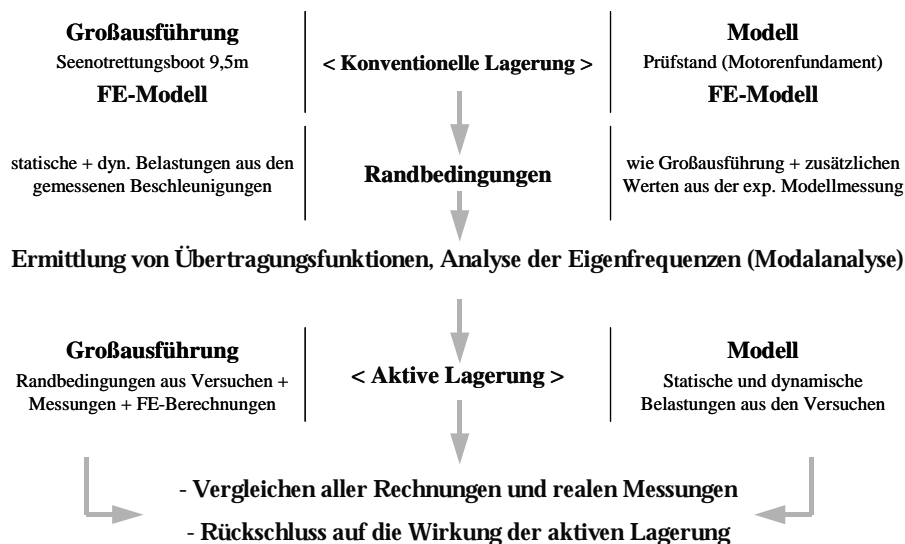 Großausführung
Seenotrettungsboot 9,5m
FE-Modell
< Konventionelle Lagerung >
Modell
Prüfstand (Motorenfundament)
FE-Modell
statische + dyn. Belastungen aus den
gemessenen Beschleunigungen
Randbedingungen
wie Großausführung + zusätzlichen
Werten aus der exp. Modellmessung
Ermittlung von Übertragungsfunktionen, Analyse der Eigenfrequenzen (Modalanalyse)
Großausführung
Randbedingungen aus Versuchen +
Messungen + FE-Berechnungen
< Aktive Lagerung >
Modell
Statische und dynamische
Belastungen aus den Versuchen
- Vergleichen aller Rechnungen und realen Messungen
- Rückschluss auf die Wirkung der aktiven Lagerung